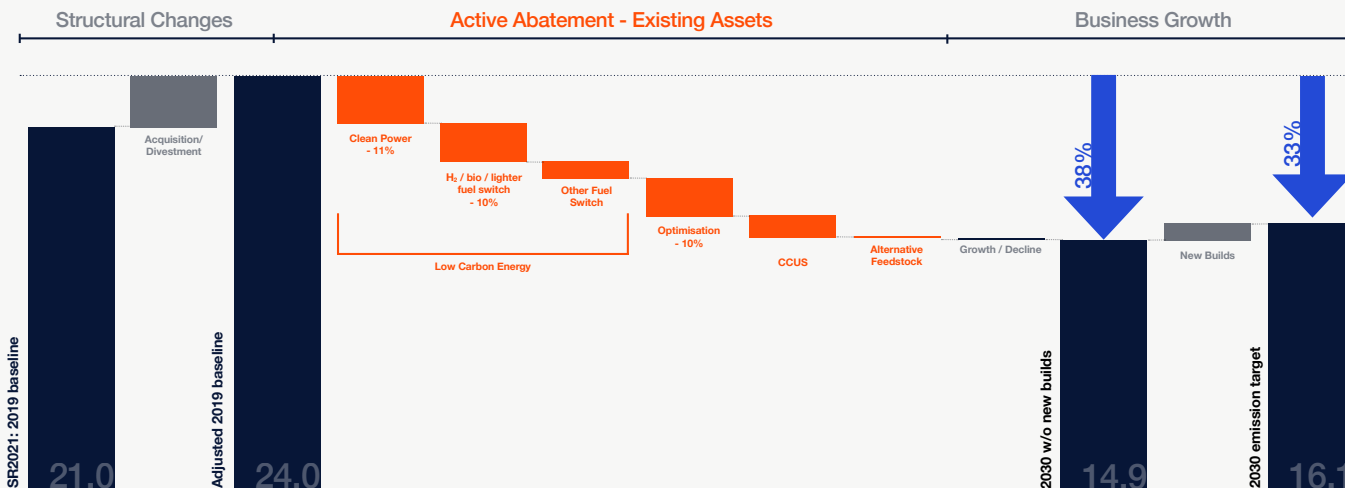 Structural Changes
Active Abatement - Existing Assets
Business Growth
Acquisition/
Divestment
Clean Power
- 11%
H₂ / bio / lighter
fuel switch
- 10%
Other Fuel
Switch
Low Carbon Energy
Optimisation
- 10%
CCUS
Alternative
Feedstock
Growth / Decline
38%
New Builds
33%
SR2021: 2019 baseline
21.0
Adjusted 2019 baseline
24.0
2030 w/o new builds
14.9
2030 emission target
16.1